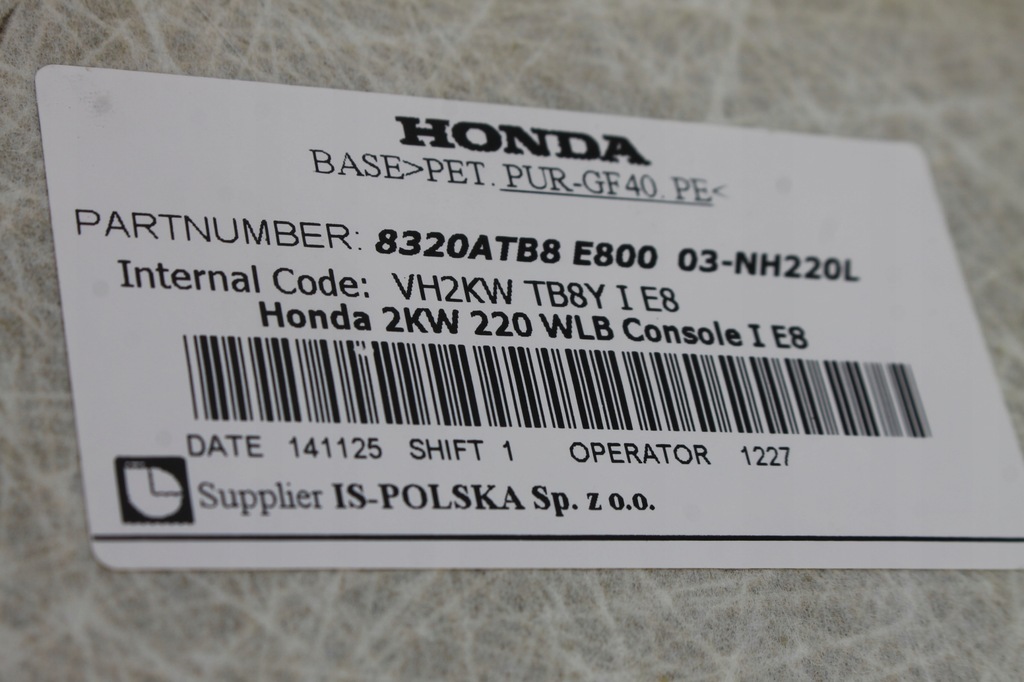 HONDA
BASE>PET. PUR-GF40. PE<
PARTNUMBER: 8320ATB8 E800 03-NH220L
Internal Code: VH2KW TB8Y I E8
Honda 2KW 220 WLB Console I E8
DATE 141125 SHIFT 1 OPERATOR 1227
Supplier IS-POLSKA Sp. z o.o.